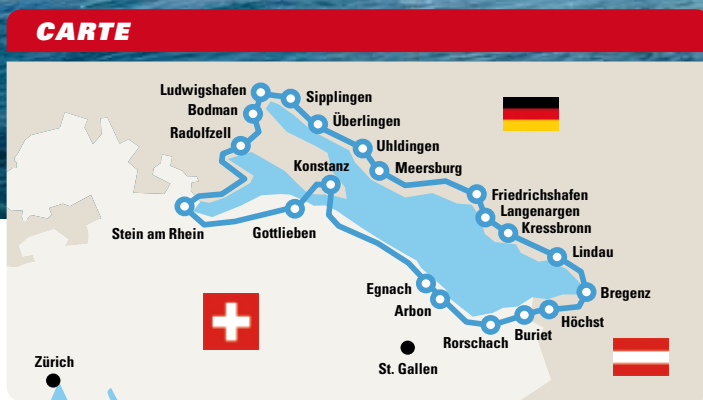 CARTE
Ludwigshafen
Sipplingen
Bodman
Überlingen
Radolfzell
Uhldingen
Konstanz
Meersburg
Friedrichshafen
Langenargen
Kressbronn
Stein am Rhein
Gottlieben
Lindau
Egnach
Bregenz
Arbon
Höchst
Buriet
Rorschach
St. Gallen
Zürich